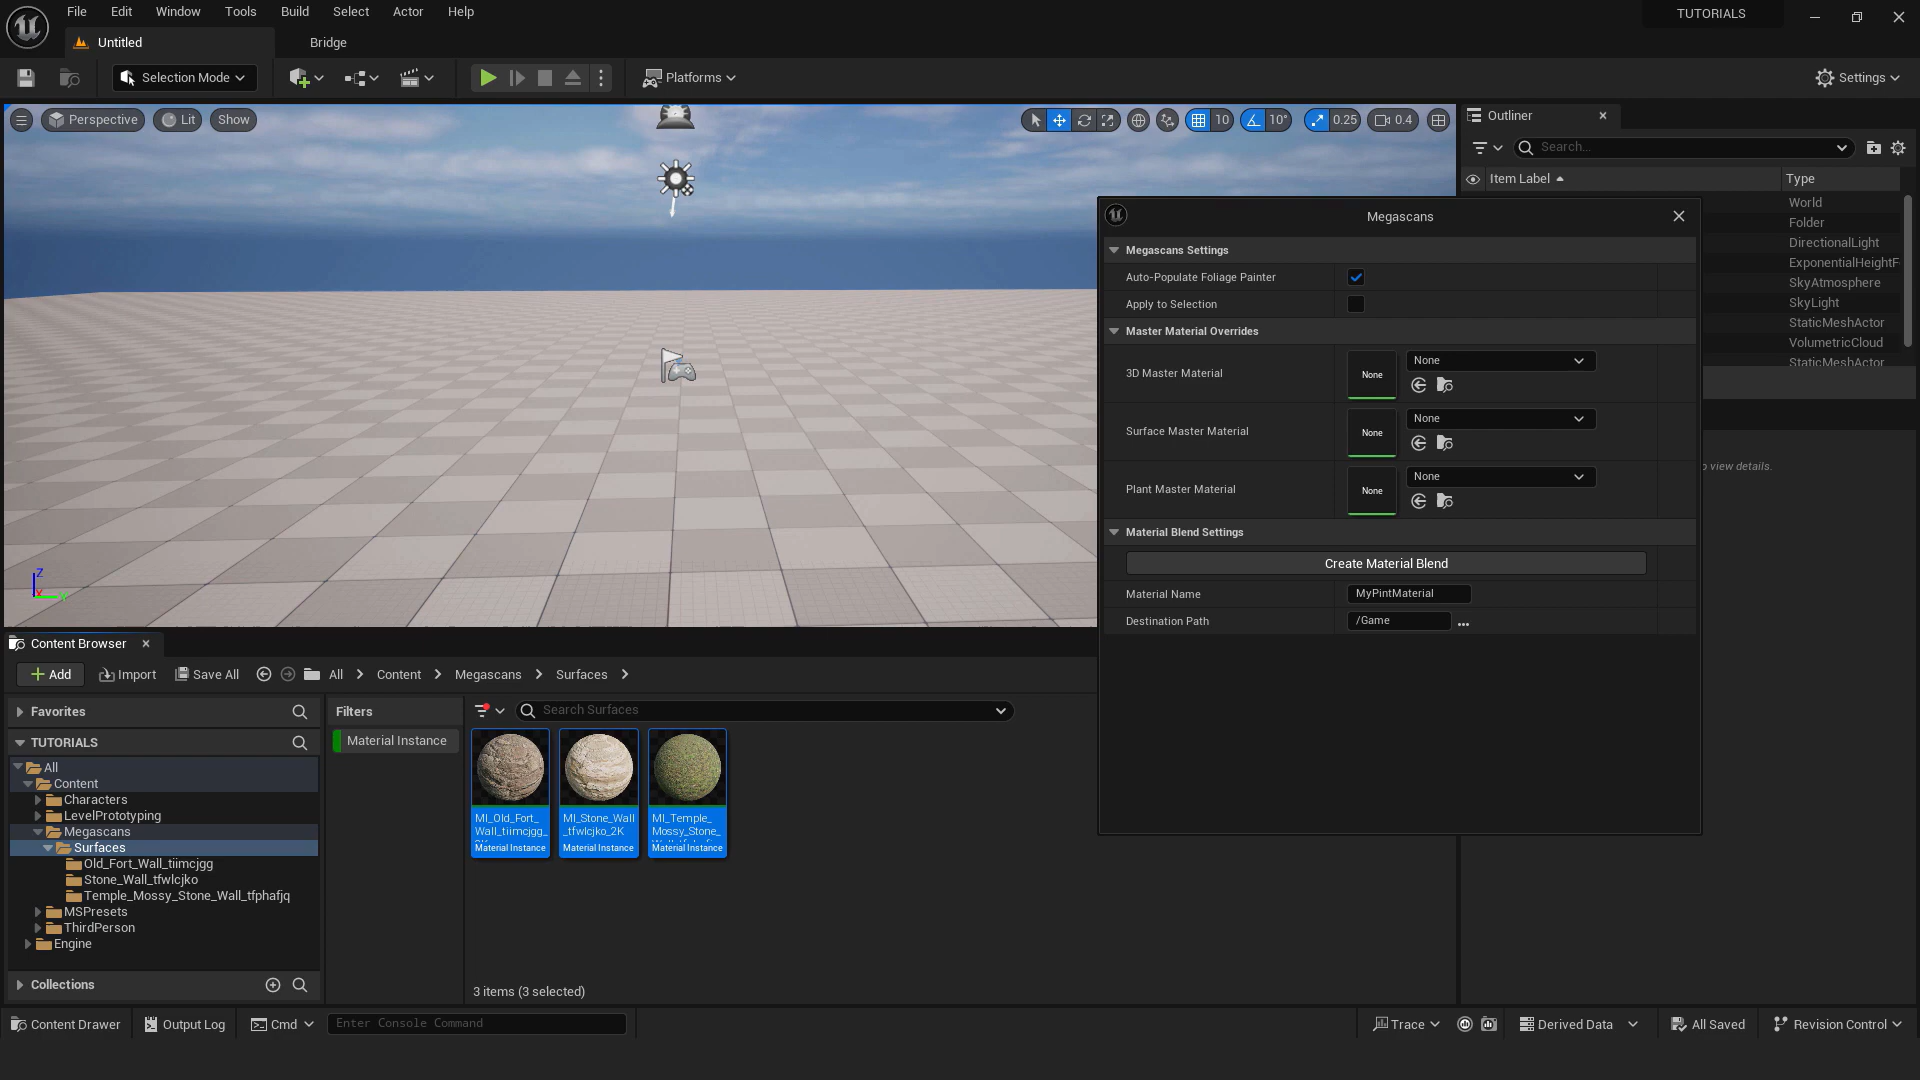 File Edit Window Tools Build Select Actor Help
TUTORIALS
Untitled
Bridge
Selection Mode
Platforms
Settings
Perspective
Lit
Show
10
10°
0.25
0.4
Outliner
Search...
Item Label
Type
World
Folder
DirectionalLight
ExponentialHeightF
SkyAtmosphere
SkyLight
StaticMeshActor
VolumetricCloud
StaticMeshActor
view details.
Megascans
Megascans Settings
Auto-Populate Foliage Painter
Apply to Selection
Master Material Overrides
3D Master Material
None
None
Surface Master Material
None
None
Plant Master Material
None
None
Material Blend Settings
Create Material Blend
Material Name
MyPintMaterial
Destination Path
/Game
...
Z
X
Y
Content Browser
Add
Import
Save All
All
Content
Megascans
Surfaces
Favorites
TUTORIALS
All
Content
Characters
LevelPrototyping
Megascans
Surfaces
Old_Fort_Wall_tiimcjgg
Stone_Wall_tfwlcjko
Temple_Mossy_Stone_Wall_tfphafjq
MSPresets
ThirdPerson
Engine
Collections
Filters
Material Instance
Search Surfaces
MI_Old_Fort_
Wall_tiimcjgg_
Material Instance
MI_Stone_Wall
_tfwlcjko_2K
Material Instance
MI_Temple_
Mossy_Stone_
Material Instance
3 items (3 selected)
Content Drawer
Output Log
Cmd
Enter Console Command
Trace
Derived Data
All Saved
Revision Control